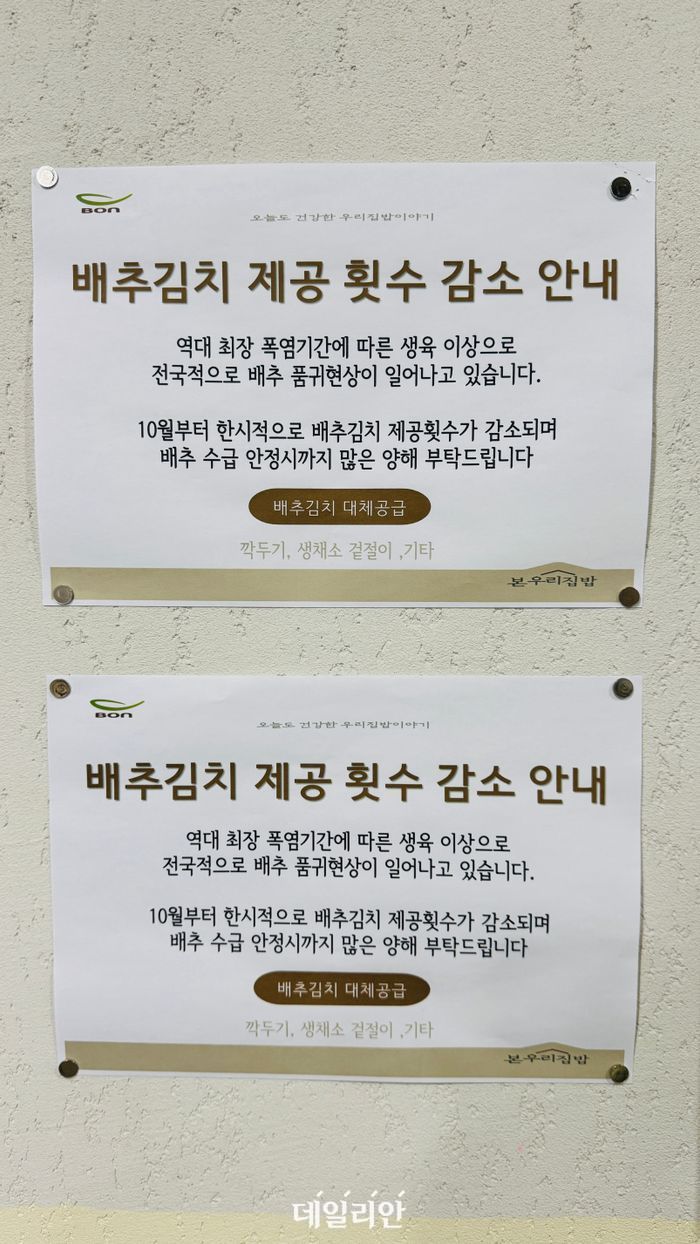 BON
오늘도 건강한 우리집밥이야기
배추김치 제공 횟수 감소 안내
역대 최장 폭염기간에 따른 생육 이상으로
전국적으로 배추 품귀현상이 일어나고 있습니다.
10월부터 한시적으로 배추김치 제공횟수가 감소되며
배추 수급 안정시까지 많은 양해 부탁드립니다
배추김치 대체공급
깍두기, 생채소 겉절이 ,기타
본우리집밥
BON
오늘도 건강한 우리집밥이야기
배추김치 제공 횟수 감소 안내
역대 최장 폭염기간에 따른 생육 이상으로
전국적으로 배추 품귀현상이 일어나고 있습니다.
10월부터 한시적으로 배추김치 제공횟수가 감소되며
배추 수급 안정시까지 많은 양해 부탁드립니다
배추김치 대체공급
깍두기, 생채소 겉절이 ,기타
본우리집밥
데일리안